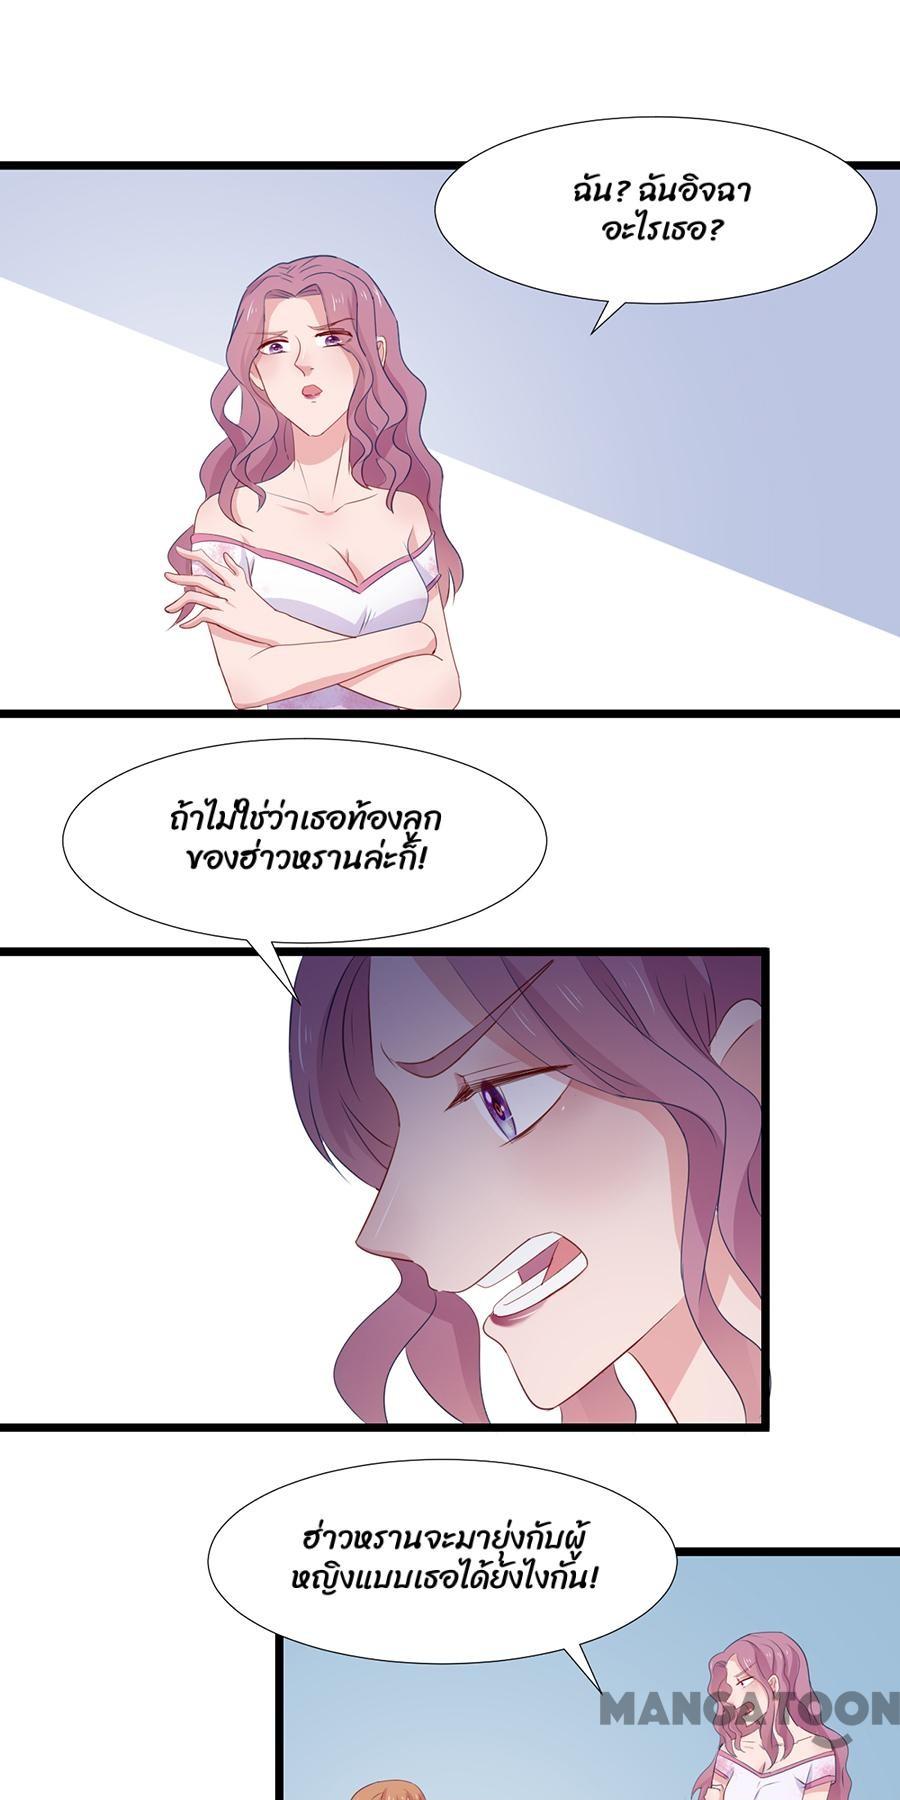 ฉัน? ฉันอิจฉา
อะไรเธอ?
ถ้าไม่ใช่ว่าเธอท้องลูก
ของฮ่าวหรานล่ะก็!
ฮ่าวหรานจะมายุ่งกับผู้
หญิงแบบเธอได้ยังไงกัน!
MANGATOON